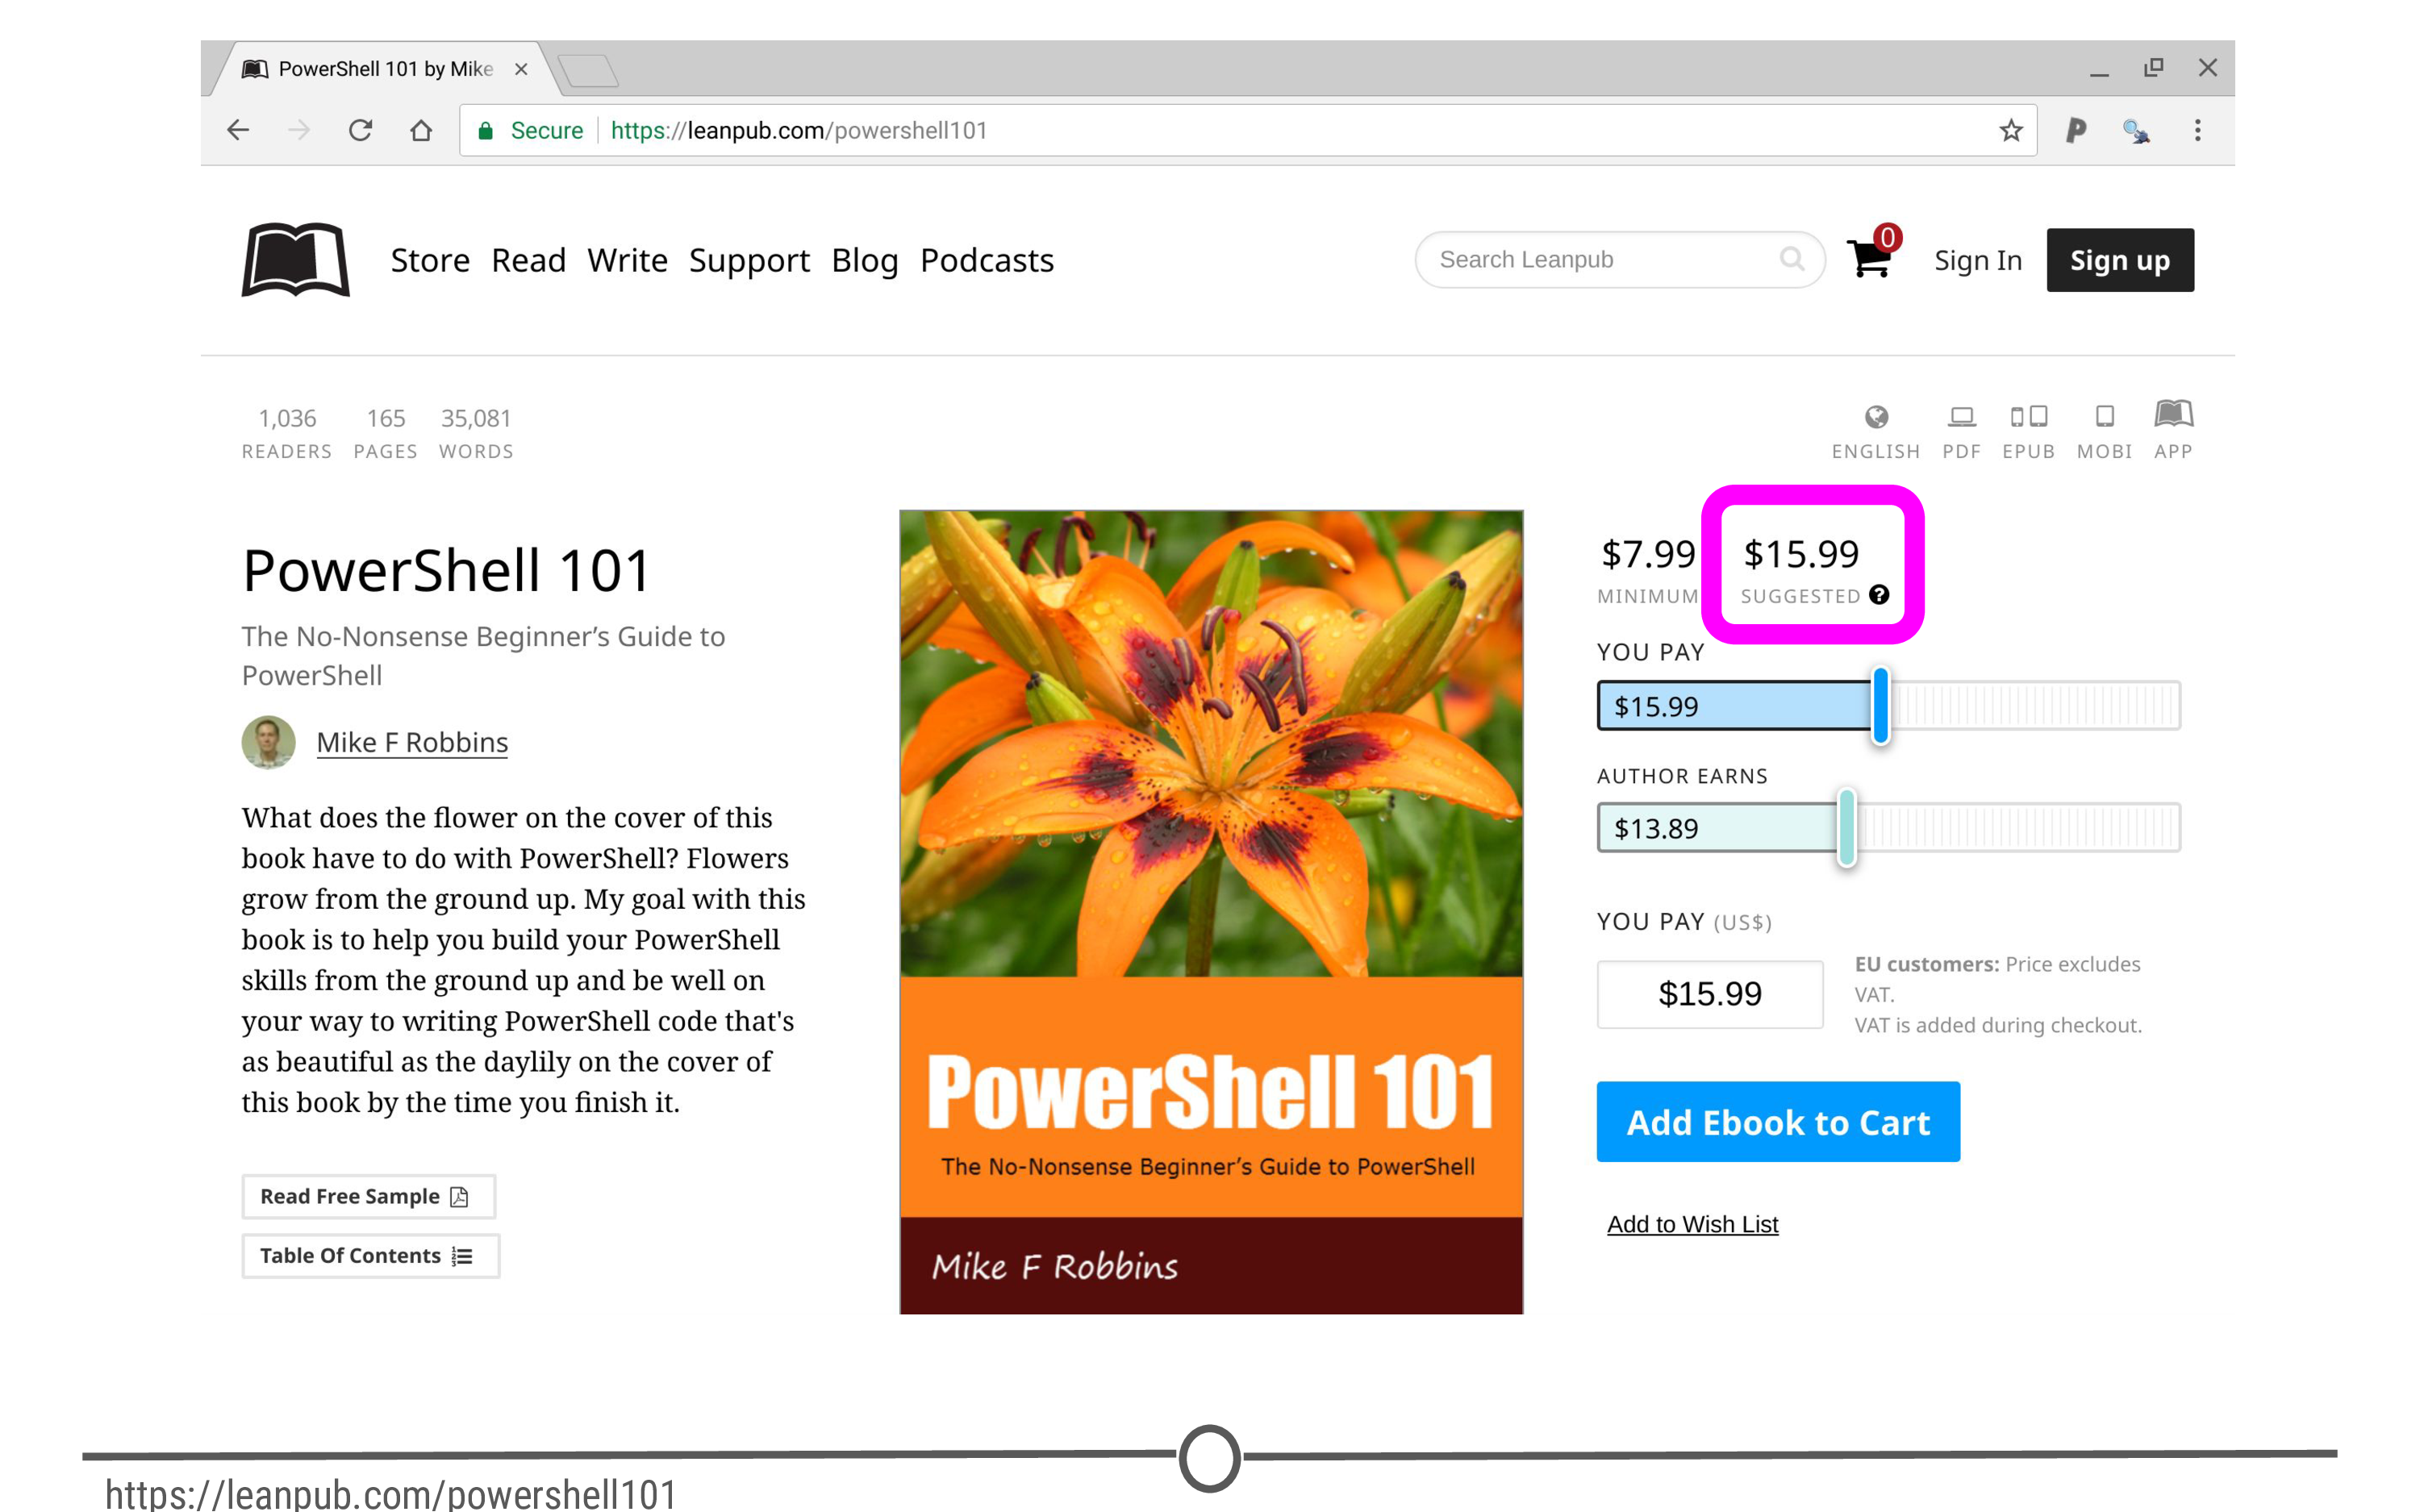 PowerShell 101 by Mike
Secure https://leanpub.com/powershell101
Store Read Write Support Blog Podcasts
Search Leanpub
0
Sign In
Sign up
1,036 READERS
165 PAGES
35,081 WORDS
ENGLISH PDF EPUB MOBI APP
PowerShell 101
The No-Nonsense Beginner’s Guide to
PowerShell
Mike F Robbins
What does the flower on the cover of this
book have to do with PowerShell? Flowers
grow from the ground up. My goal with this
book is to help you build your PowerShell
skills from the ground up and be well on
your way to writing PowerShell code that's
as beautiful as the daylily on the cover of
this book by the time you finish it.
Read Free Sample
Table Of Contents
PowerShell 101
The No-Nonsense Beginner’s Guide to PowerShell
Mike F Robbins
$7.99 MINIMUM
$15.99 SUGGESTED ?
YOU PAY
$15.99
AUTHOR EARNS
$13.89
YOU PAY (US$)
$15.99
EU customers: Price excludes
VAT.
VAT is added during checkout.
Add Ebook to Cart
Add to Wish List
https://leanpub.com/powershell101